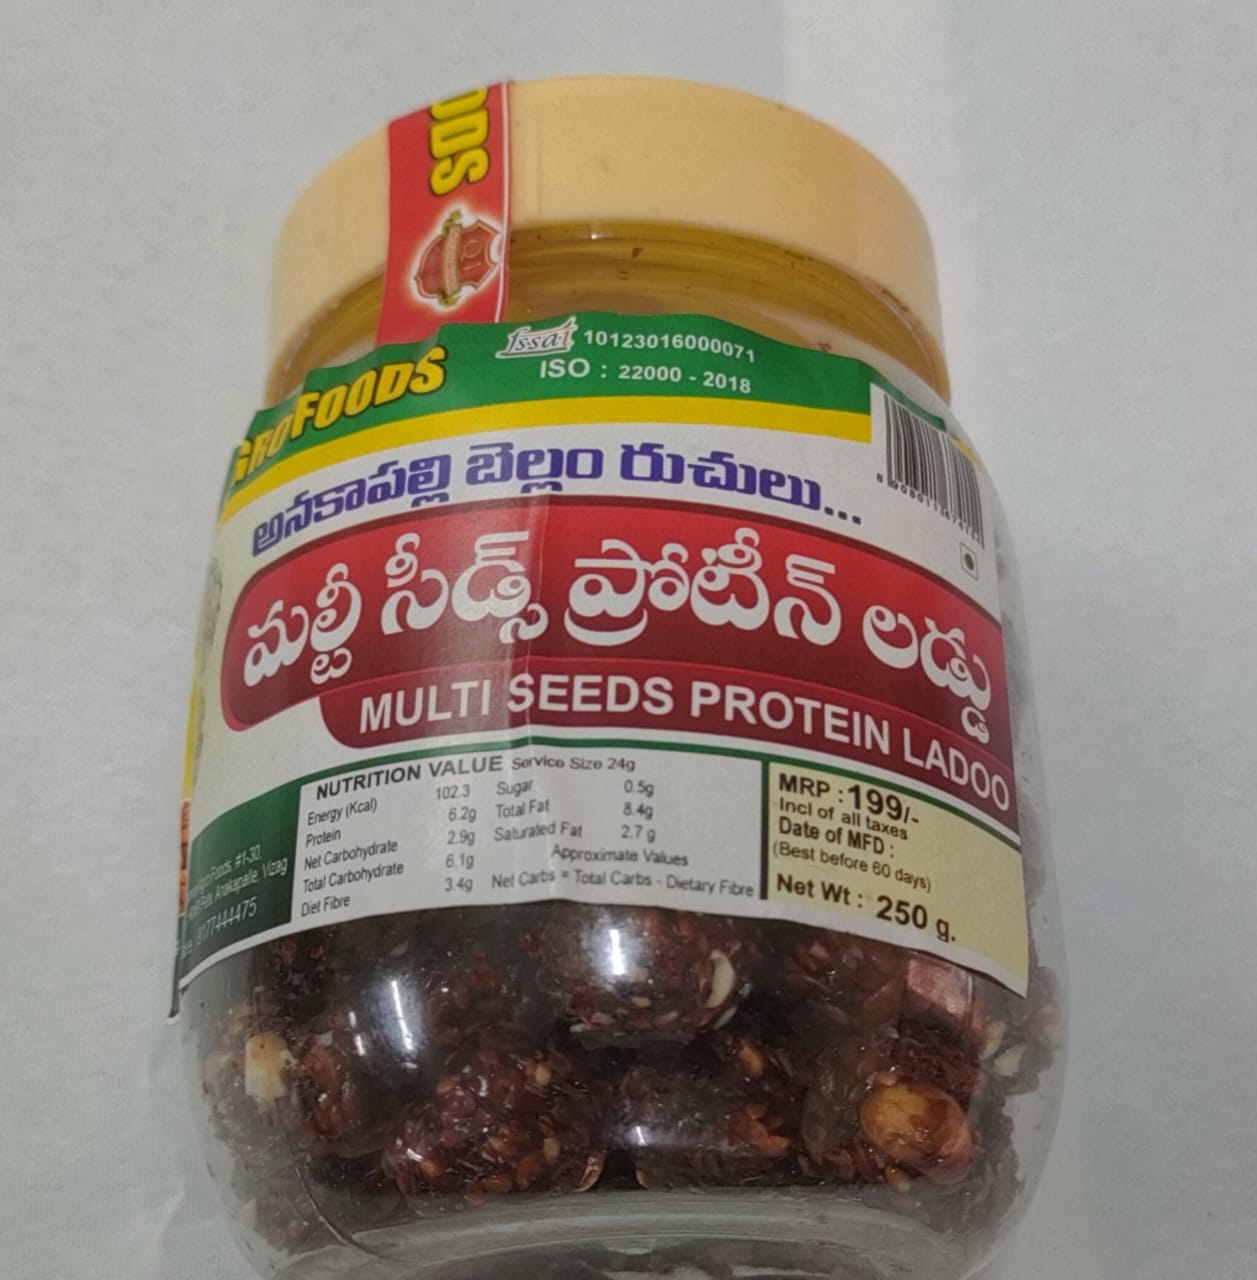 ODS
fssai 10123016000071
ISO : 22000 - 2018
GROFOODS
అనకాపల్లి బెల్లం రుచులు...
మల్టీ సీడ్స్ ప్రోటీన్ లడ్డు
MULTI SEEDS PROTEIN LADOO
NUTRITION VALUE Service Size 24g
Energy (Kcal) 102.3 Sugar 0.5g
Protein 6.2g Total Fat 8.4g
Net Carbohydrate 2.9g Saturated Fat 2.7 g
Total Carbohydrate 6.1g Approximate Values
Diet Fibre 3.4g Net Carbs = Total Carbs - Dietary Fibre
MRP : 199/-
Incl of all taxes
Date of MFD :
(Best before 60 days)
Net Wt : 250 g.
Agro Foods, #1-30,
Anakapalle, Vizag
8177444475